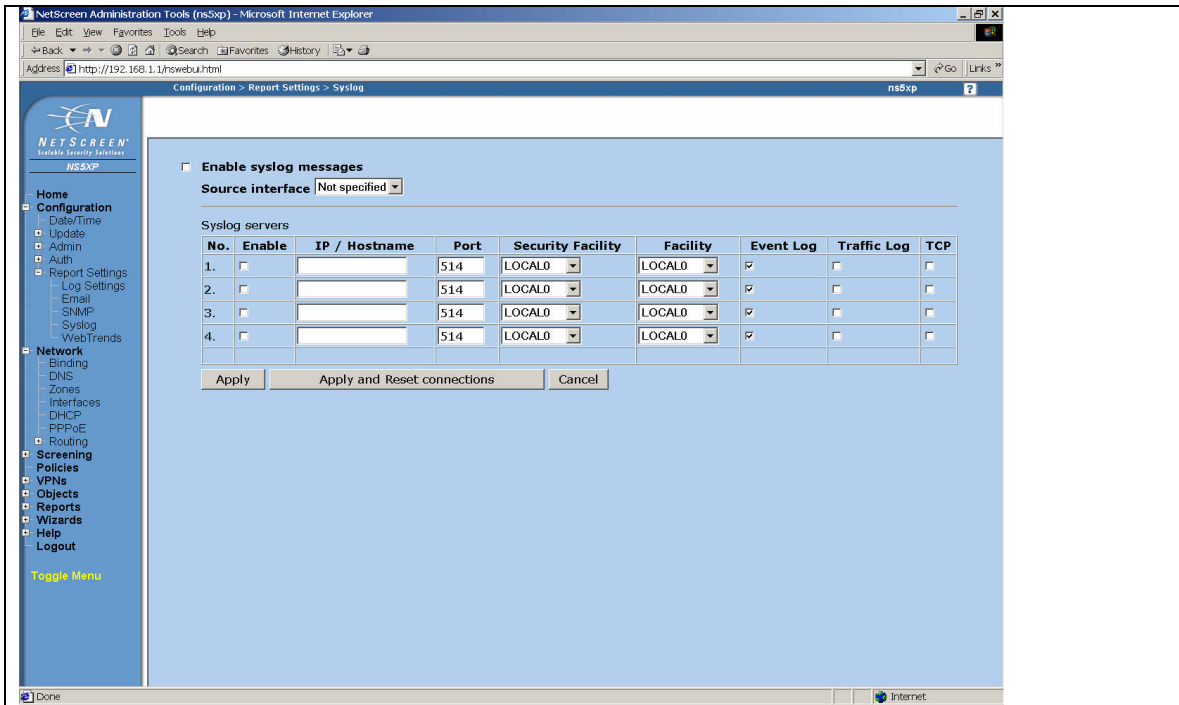 NetScreen Administration Tools (ns5xp) - Microsoft Internet Explorer
File Edit View Favorites Tools Help
Back Search Favorites History
Address http://192.168.1.1/nswebui.html Go Links »
Configuration > Report Settings > Syslog ns5xp ?
N
NETSCREEN
Scalable Security Solutions
NS5XP
Home
Configuration
Date/Time
Update
Admin
Auth
Report Settings
Log Settings
Email
SNMP
Syslog
WebTrends
Network
Binding
DNS
Zones
Interfaces
DHCP
PPPoE
Routing
Screening
Policies
VPNs
Objects
Reports
Wizards
Help
Logout
Toggle Menu
Enable syslog messages
Source interface Not specified
Syslog servers
No. Enable IP / Hostname Port Security Facility Facility Event Log Traffic Log TCP
1. 514 LOCAL0 LOCAL0
2. 514 LOCAL0 LOCAL0
3. 514 LOCAL0 LOCAL0
4. 514 LOCAL0 LOCAL0
Apply Apply and Reset connections Cancel
Done Internet